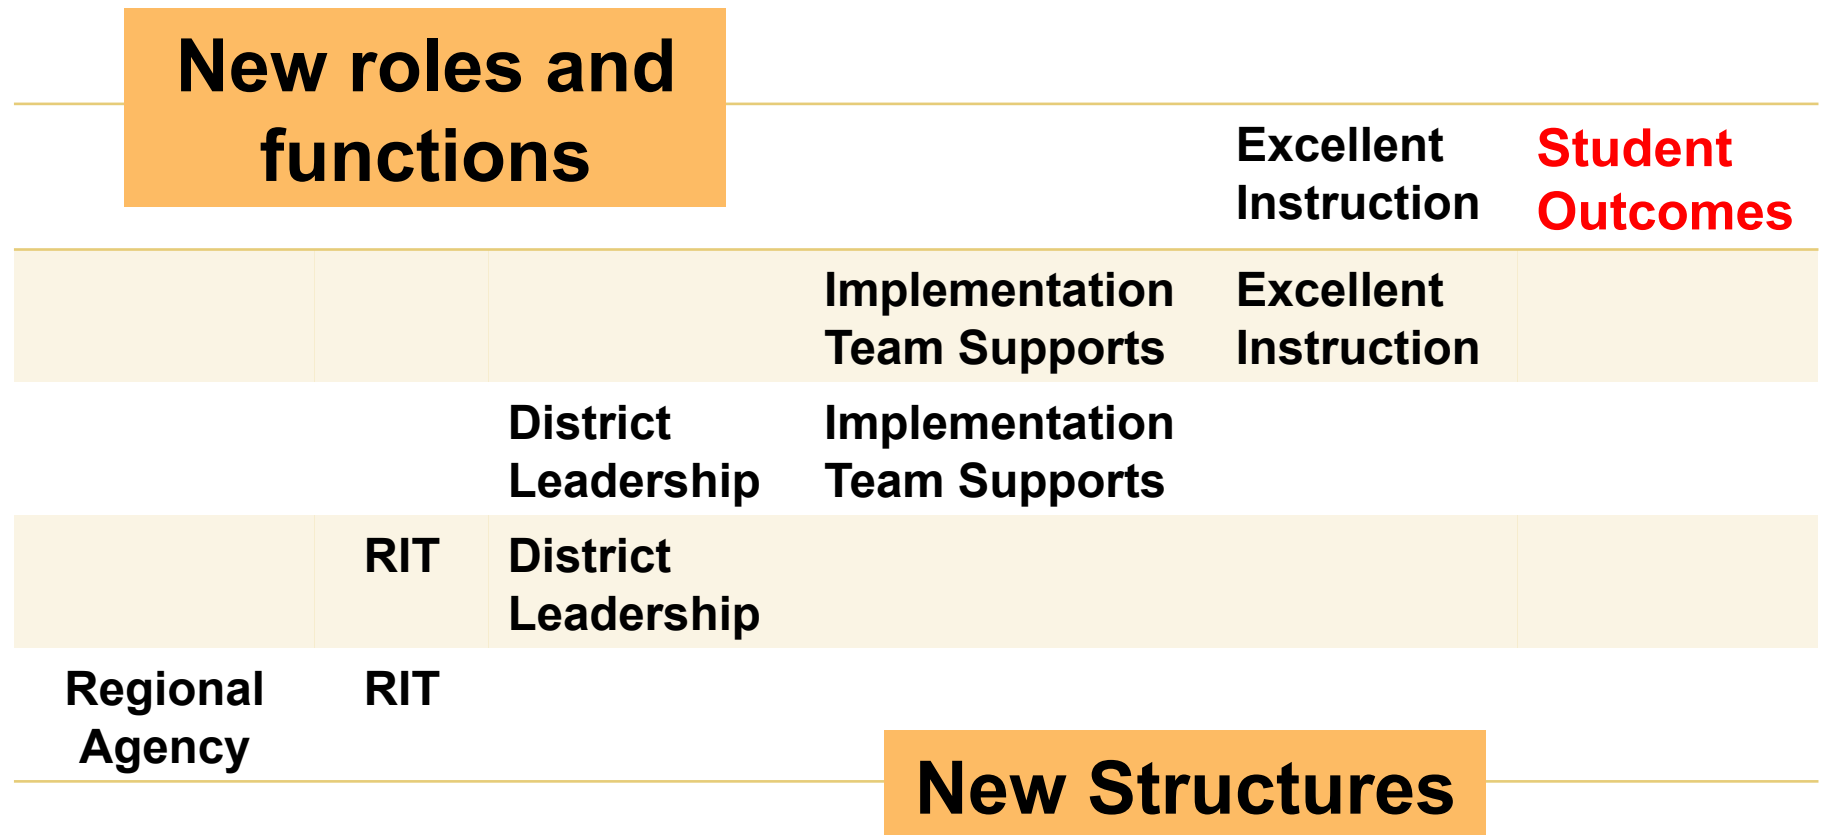 New roles and
functions
Excellent
Instruction
Student
Outcomes
Implementation
Team Supports
Excellent
Instruction
District
Leadership
Implementation
Team Supports
RIT
District
Leadership
Regional
Agency
RIT
New Structures